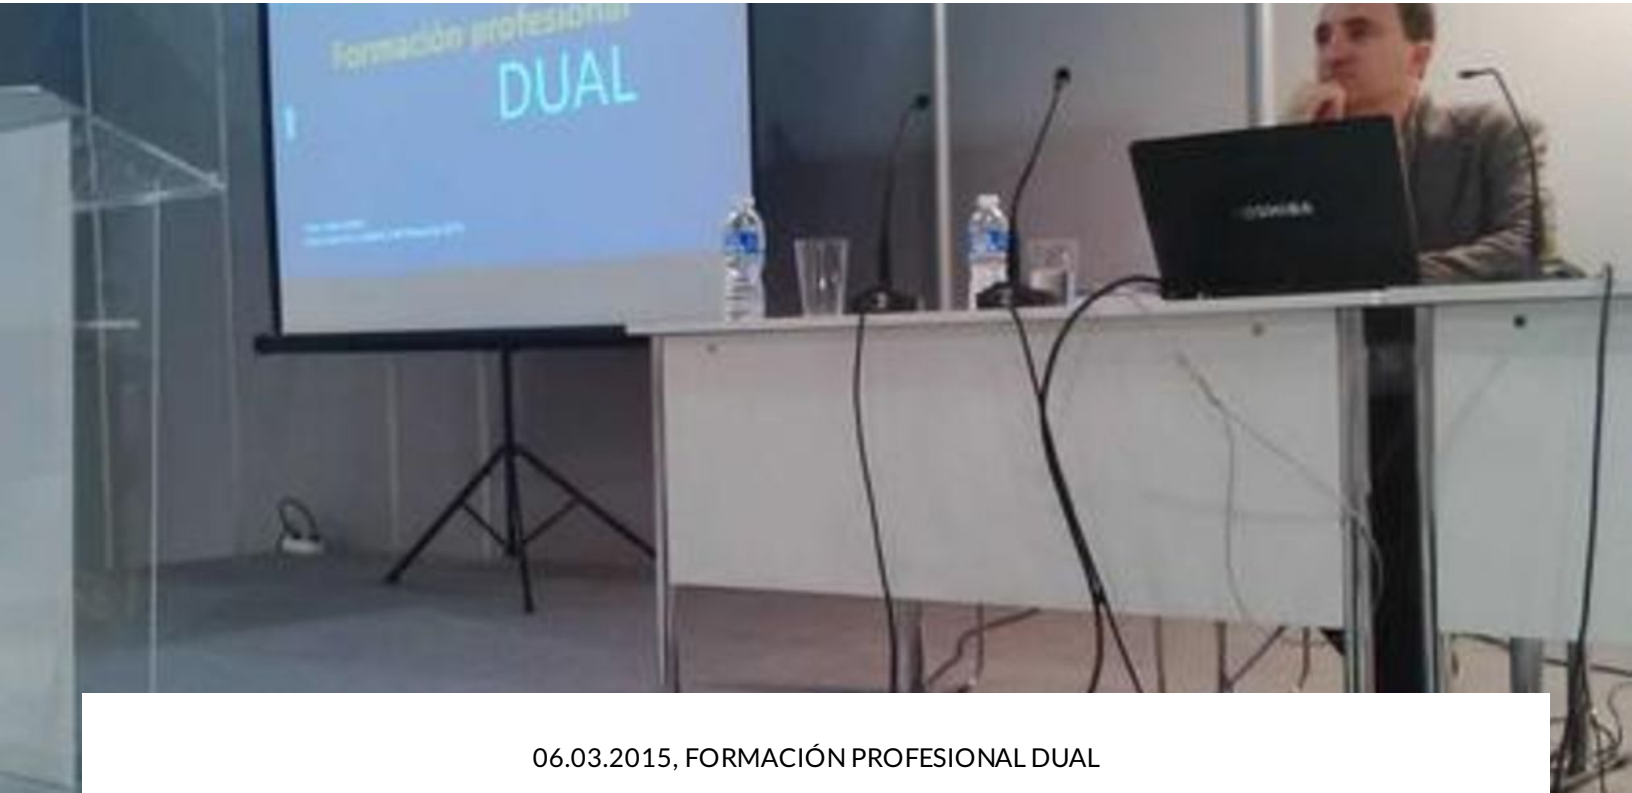 Formación profesional
DUAL
TOSHIBA
06.03.2015, FORMACIÓN PROFESIONAL DUAL